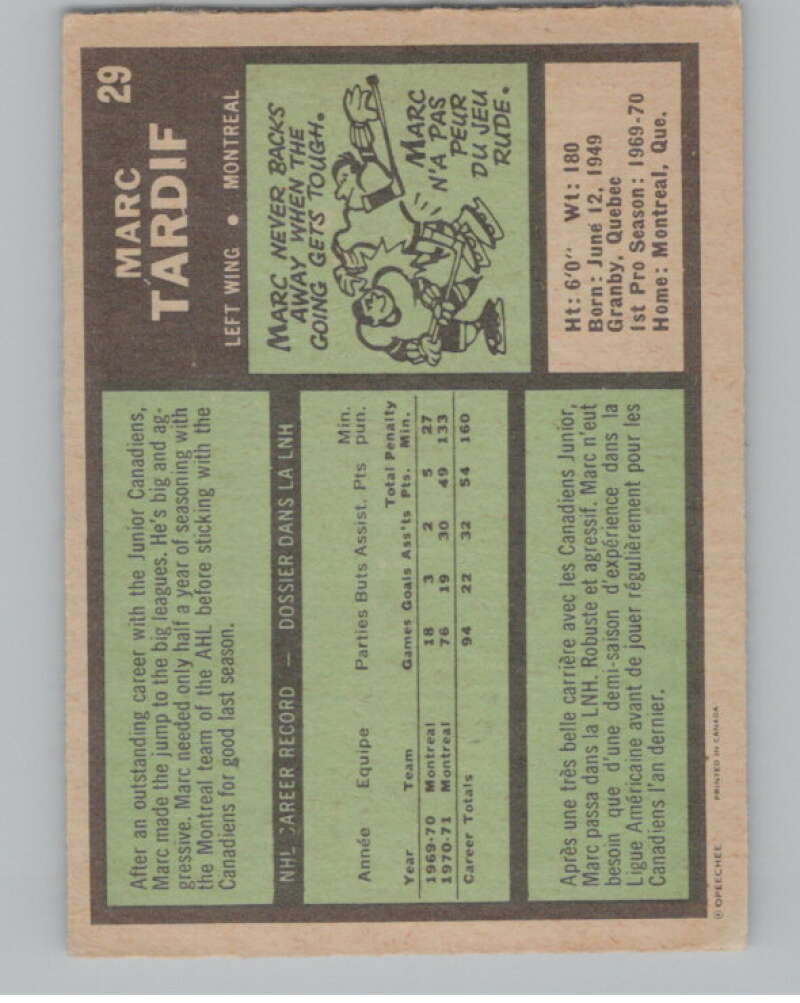 29
MARC
TARDIF
LEFT WING • MONTREAL
After an outstanding career with the Junior Canadiens,
Marc made the jump to the big leagues. He's big and ag-
gressive. Marc needed only half a year of seasoning with
the Montreal team of the AHL before sticking with the
Canadiens for good last season.
MARC NEVER BACKS
AWAY WHEN THE
GOING GETS TOUGH.
MARC
N'A PAS
PEUR
DU JEU
RUDE.
NHL CAREER RECORD — DOSSIER DANS LA LNH
Min.
Année Equipe Parties Buts Assist. Pts pun.
Total Penalty
Year Team Games Goals Ass'ts Pts. Min.
1969-70 Montreal 18 3 2 5 27
1970-71 Montreal 76 19 30 49 133
Career Totals 94 22 32 54 160
Ht: 6'0" Wt: 180
Born: June 12, 1949
Granby, Quebec
1st Pro Season: 1969-70
Home: Montreal, Que.
Après une très belle carrière avec les Canadiens Junior,
Marc passa dans la LNH. Robuste et agressif. Marc n'eut
besoin que d'une demi-saison d'expérience dans la
Ligue Américaine avant de jouer régulièrement pour les
Canadiens l'an dernier.
© OPEECHEE PRINTED IN CANADA